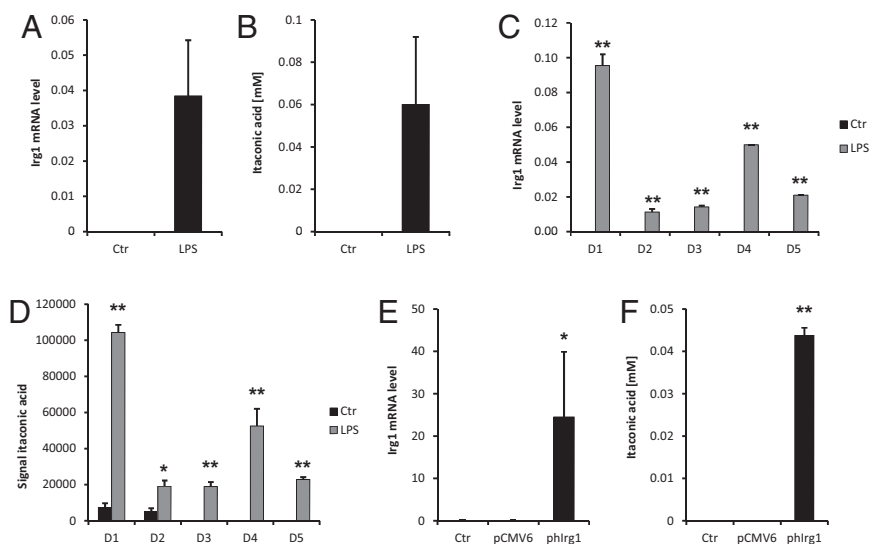 A
Irg1 mRNA level
0.06
0.05
0.04
0.03
0.02
0.01
0
Ctr LPS
B
Itaconic acid [mM]
0.1
0.08
0.06
0.04
0.02
0
Ctr LPS
C
Irg1 mRNA level
0.12
0.10
0.08
0.06
0.04
0.02
0.00
** ** ** ** **
D1 D2 D3 D4 D5
Ctr
LPS
D
Signal itaconic acid
120000
100000
80000
60000
40000
20000
0
** * ** ** **
D1 D2 D3 D4 D5
Ctr
LPS
E
Irg1 mRNA level
50
40
30
20
10
0
*
Ctr pCMV6 phIrg1
F
Itaconic acid [mM]
0.05
0.04
0.03
0.02
0.01
0
**
Ctr pCMV6 phIrg1